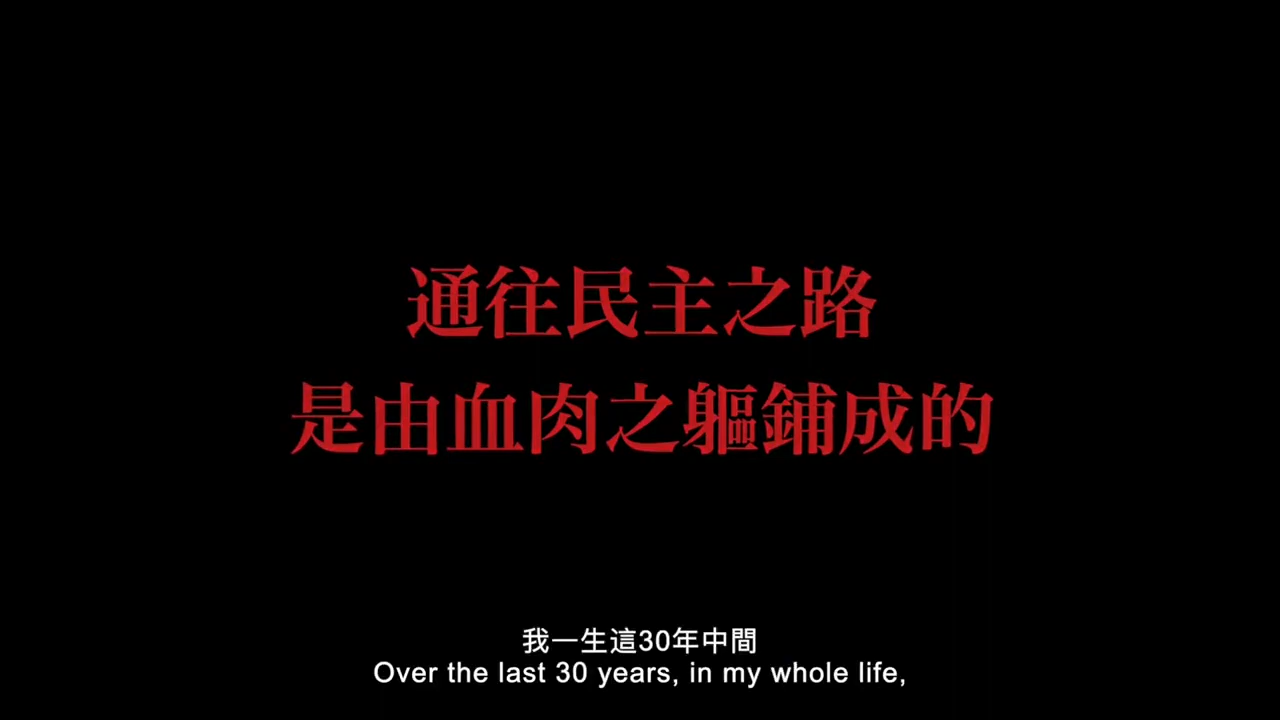 通往民主之路
是由血肉之軀鋪成的
我一生這30年中間
Over the last 30 years, in my whole life,